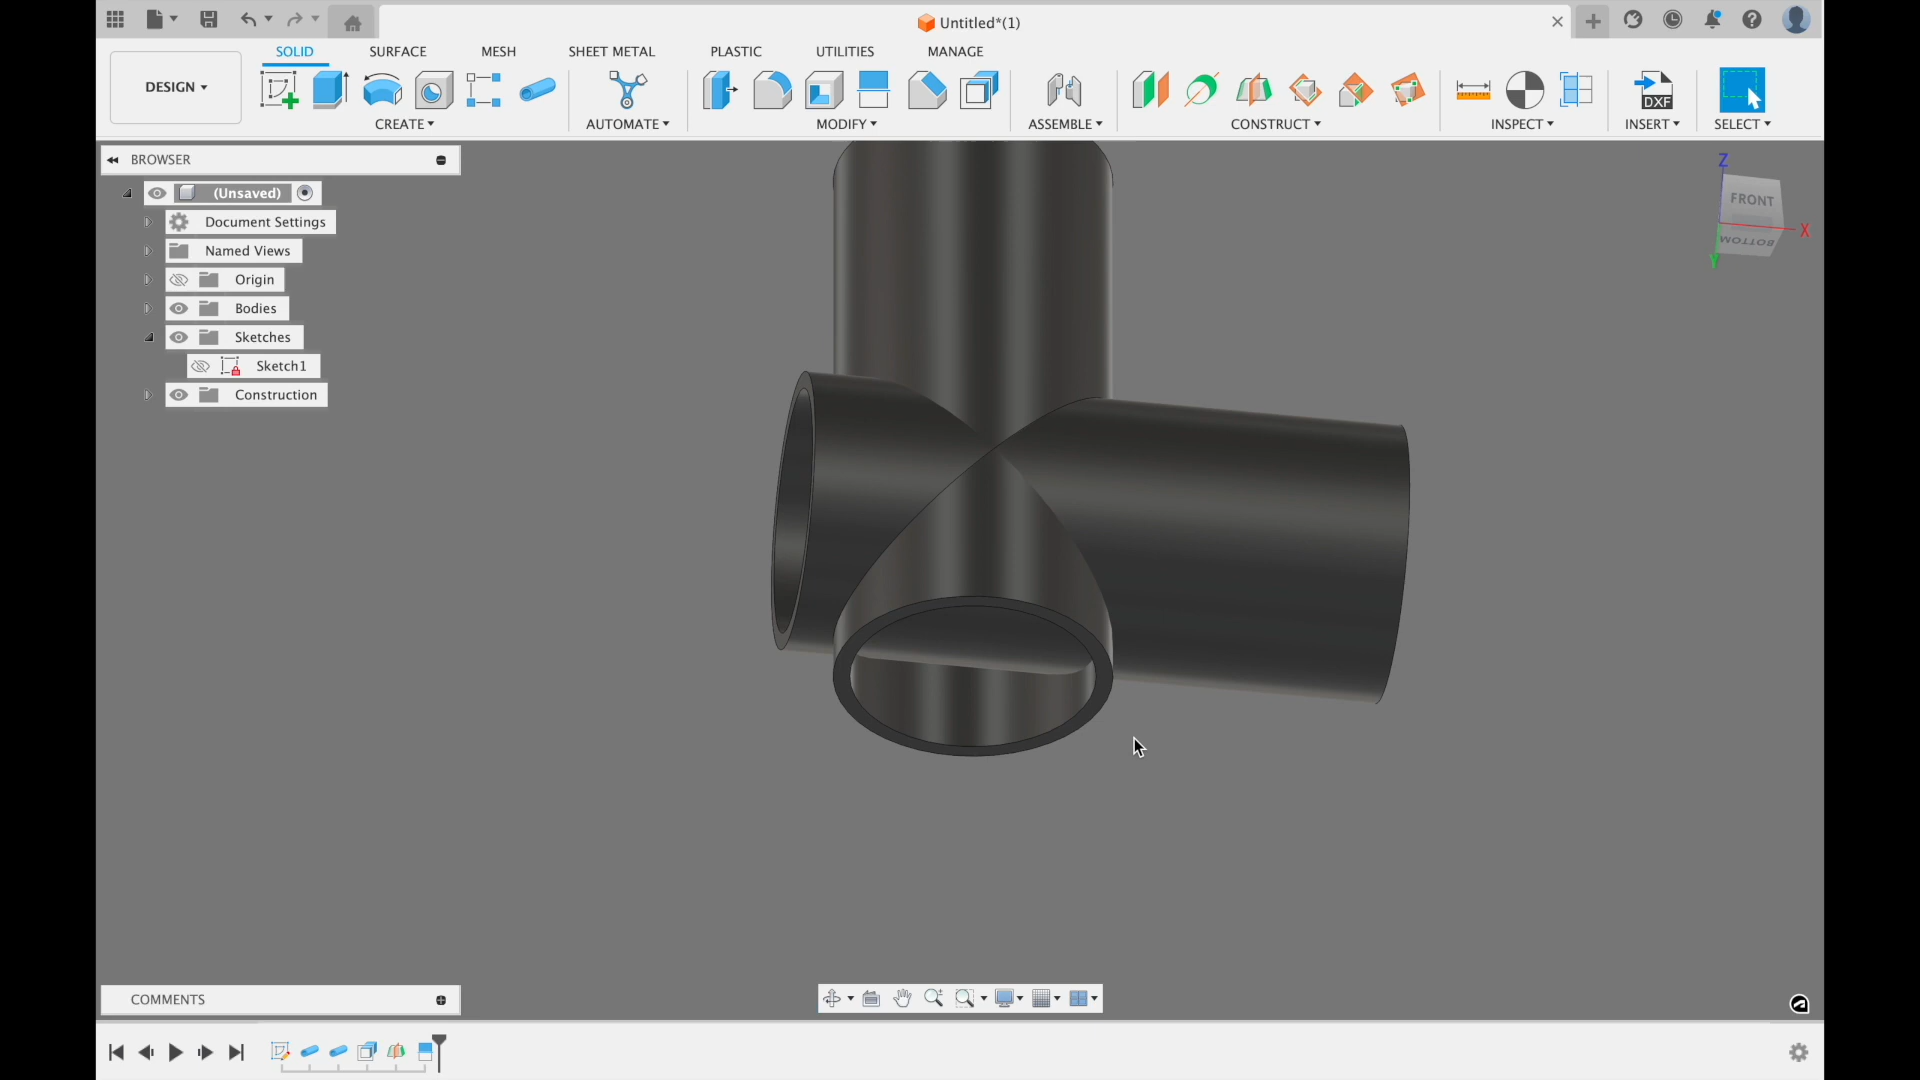 Untitled*(1)
DESIGN
SOLID
SURFACE
MESH
SHEET METAL
PLASTIC
UTILITIES
MANAGE
DXF
CREATE
AUTOMATE
MODIFY
ASSEMBLE
CONSTRUCT
INSPECT
INSERT
SELECT
BROWSER
(Unsaved)
Document Settings
Named Views
Origin
Bodies
Sketches
Sketch1
Construction
Z
FRONT
X
BOTTOM
Y
COMMENTS